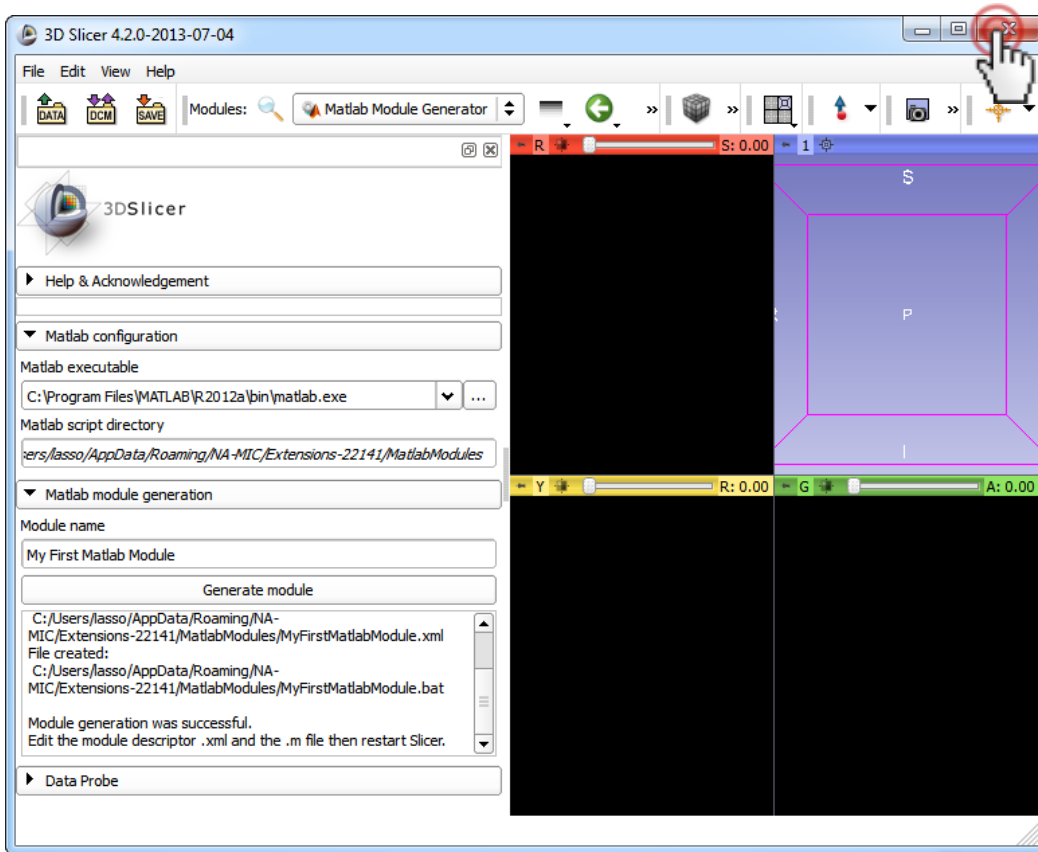 3D Slicer 4.2.0-2013-07-04
File Edit View Help
DATA DCM SAVE Modules: Matlab Module Generator » » »
R S: 0.00 1
S
3DSlicer
Help & Acknowledgement
P
Matlab configuration
Matlab executable
C:\Program Files\MATLAB\R2012a\bin\matlab.exe ...
Matlab script directory
ers/lasso/AppData/Roaming/NA-MIC/Extensions-22141/MatlabModules
I
Y R: 0.00 G A: 0.00
Matlab module generation
Module name
My First Matlab Module
Generate module
C:/Users/lasso/AppData/Roaming/NA-
MIC/Extensions-22141/MatlabModules/MyFirstMatlabModule.xml
File created:
C:/Users/lasso/AppData/Roaming/NA-
MIC/Extensions-22141/MatlabModules/MyFirstMatlabModule.bat
Module generation was successful.
Edit the module descriptor .xml and the .m file then restart Slicer.
Data Probe